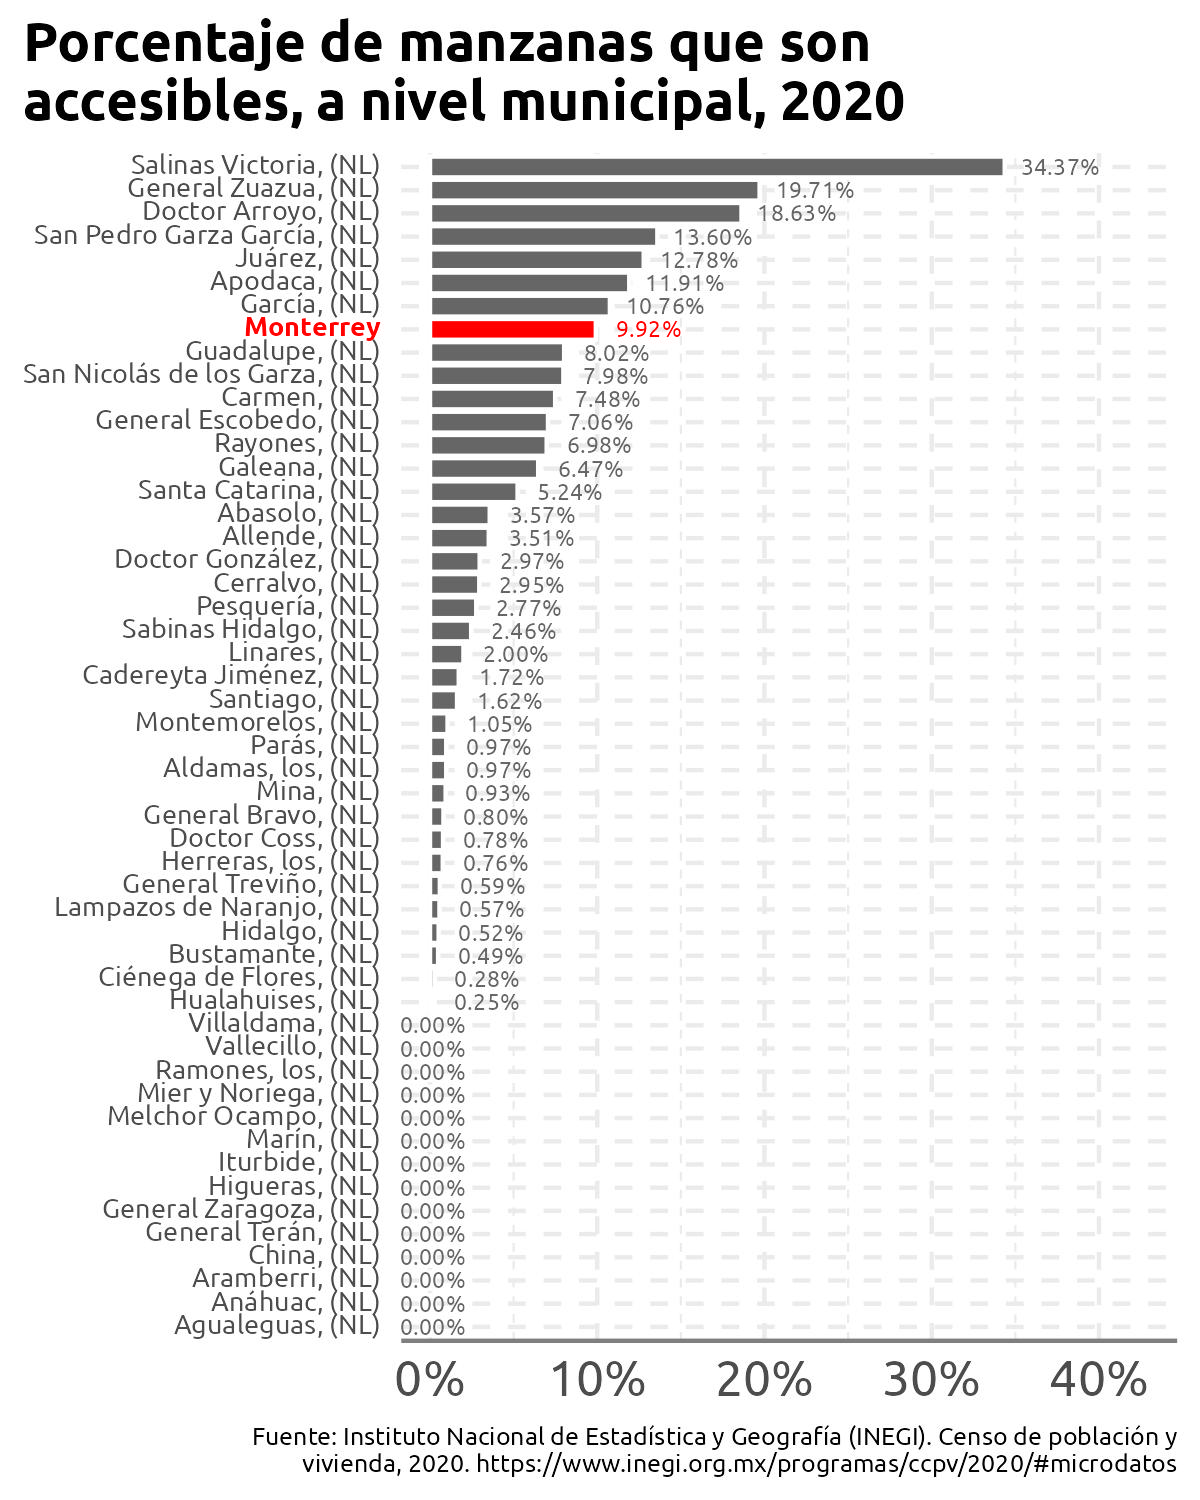 Porcentaje de manzanas que son
accesibles, a nivel municipal, 2020
Salinas Victoria, (NL) 34.37%
General Zuazua, (NL) 19.71%
Doctor Arroyo, (NL) 18.63%
San Pedro Garza García, (NL) 13.60%
Juárez, (NL) 12.78%
Apodaca, (NL) 11.91%
García, (NL) 10.76%
Monterrey 9.92%
Guadalupe, (NL) 8.02%
San Nicolás de los Garza, (NL) 7.98%
Carmen, (NL) 7.48%
General Escobedo, (NL) 7.06%
Rayones, (NL) 6.98%
Galeana, (NL) 6.47%
Santa Catarina, (NL) 5.24%
Abasolo, (NL) 3.57%
Allende, (NL) 3.51%
Doctor González, (NL) 2.97%
Cerralvo, (NL) 2.95%
Pesquería, (NL) 2.77%
Sabinas Hidalgo, (NL) 2.46%
Linares, (NL) 2.00%
Cadereyta Jiménez, (NL) 1.72%
Santiago, (NL) 1.62%
Montemorelos, (NL) 1.05%
Parás, (NL) 0.97%
Aldamas, los, (NL) 0.97%
Mina, (NL) 0.93%
General Bravo, (NL) 0.80%
Doctor Coss, (NL) 0.78%
Herreras, los, (NL) 0.76%
General Treviño, (NL) 0.59%
Lampazos de Naranjo, (NL) 0.57%
Hidalgo, (NL) 0.52%
Bustamante, (NL) 0.49%
Ciénega de Flores, (NL) 0.28%
Hualahuises, (NL) 0.25%
Villaldama, (NL) 0.00%
Vallecillo, (NL) 0.00%
Ramones, los, (NL) 0.00%
Mier y Noriega, (NL) 0.00%
Melchor Ocampo, (NL) 0.00%
Marín, (NL) 0.00%
Iturbide, (NL) 0.00%
Higueras, (NL) 0.00%
General Zaragoza, (NL) 0.00%
General Terán, (NL) 0.00%
China, (NL) 0.00%
Aramberri, (NL) 0.00%
Anáhuac, (NL) 0.00%
Agualeguas, (NL) 0.00%
0% 10% 20% 30% 40%
Fuente: Instituto Nacional de Estadística y Geografía (INEGI). Censo de población y
vivienda, 2020. https://www.inegi.org.mx/programas/ccpv/2020/#microdatos